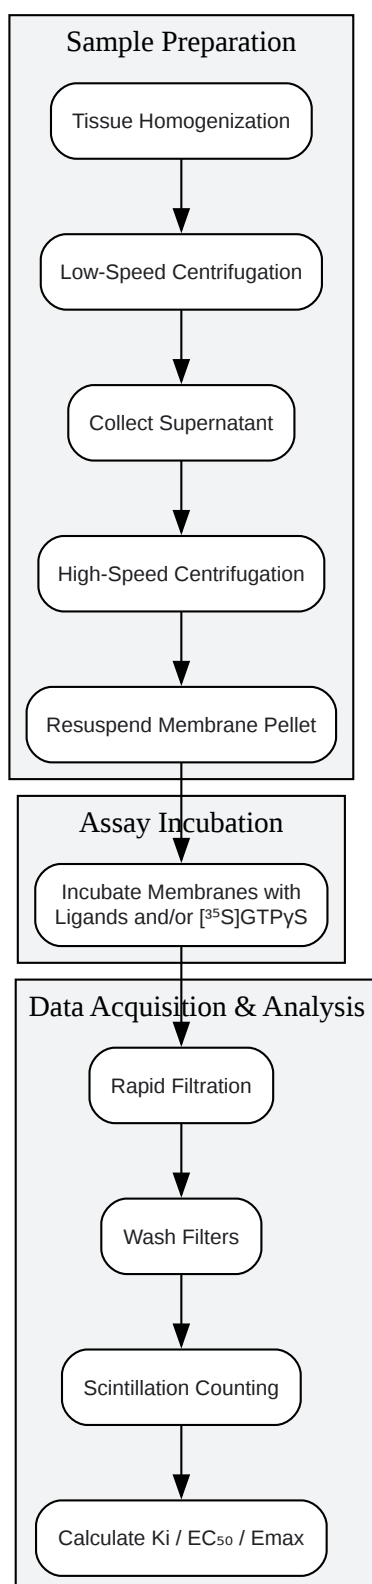 Sample Preparation
Tissue Homogenization
Low-Speed Centrifugation
Collect Supernatant
High-Speed Centrifugation
Resuspend Membrane Pellet
Assay Incubation
Incubate Membranes with
Ligands and/or [³⁵S]GTPγS
Data Acquisition & Analysis
Rapid Filtration
Wash Filters
Scintillation Counting
Calculate Ki / EC₅₀ / Emax